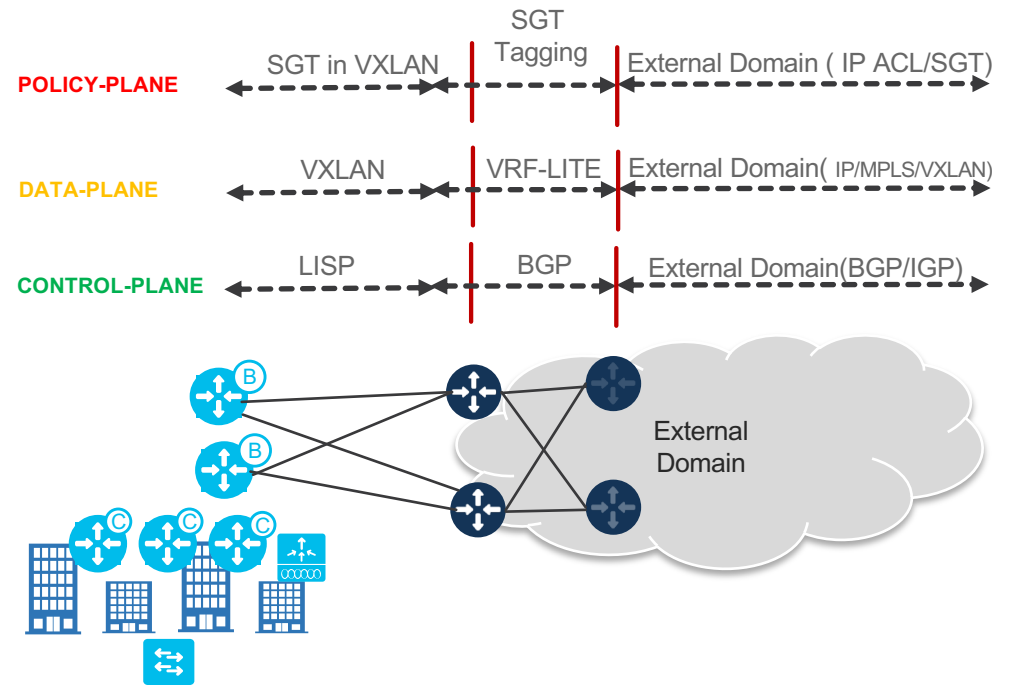 SGT
Tagging
SGT in VXLAN
External Domain ( IP ACL/SGT)
POLICY-PLANE
VXLAN
VRF-LITE
External Domain( IP/MPLS/VXLAN)
DATA-PLANE
LISP
BGP
External Domain(BGP/IGP)
CONTROL-PLANE
B
B
External
Domain
C
C
C